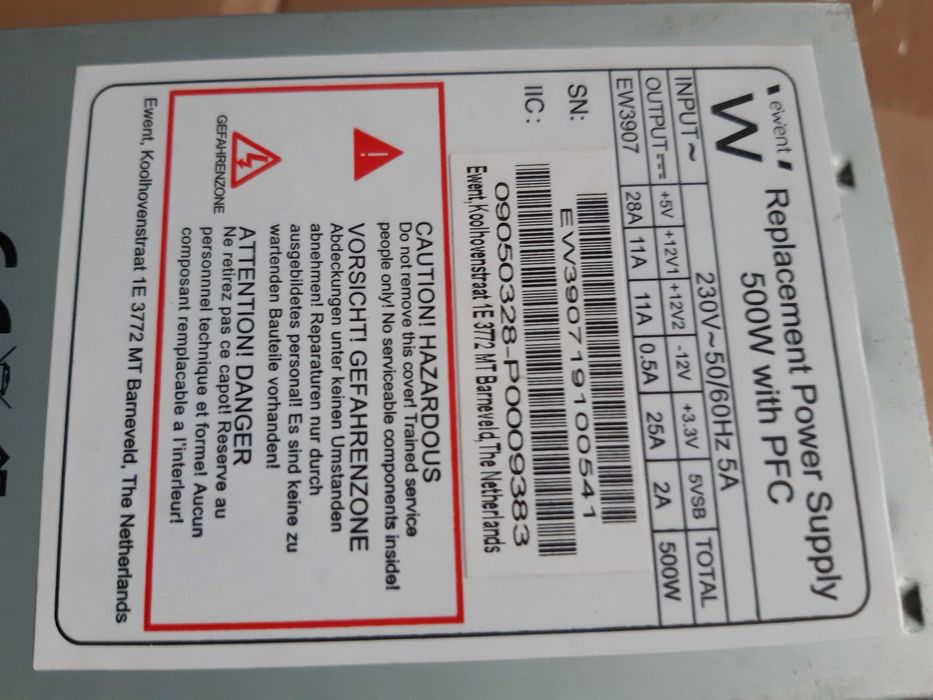 ewent
Replacement Power Supply
500W with PFC
INPUT ~ 230V~50/60Hz 5A
OUTPUT⎓ +5V +12V1 +12V2 -12V +3.3V 5VSB TOTAL
EW3907 28A 11A 11A 0.5A 25A 2A 500W
SN:
EW39071910 0541
IIC :
09050328-P0009383
Ewent,Koolhovenstraat 1E 3772 MT Barneveld,The Netherlands
CAUTION! HAZARDOUS
Do not remove this cover! Trained service
people only! No serviceable components inside!
VORSICHT! GEFAHRENZONE
Abdeckungen unter keinen Umstanden
abnehmen! Reparaturen nur durch
ausgebildetes personal! Es sind keine zu
wartenden Bauteile vorhanden!
GEFAHRENZONE
ATTENTION! DANGER
Ne retirez pas ce capot! Reserve au
personnel technique et forme! Aucun
composant remplacable a l'interleur!
Ewent, Koolhovenstraat 1E 3772 MT Barneveld, The Netherlands